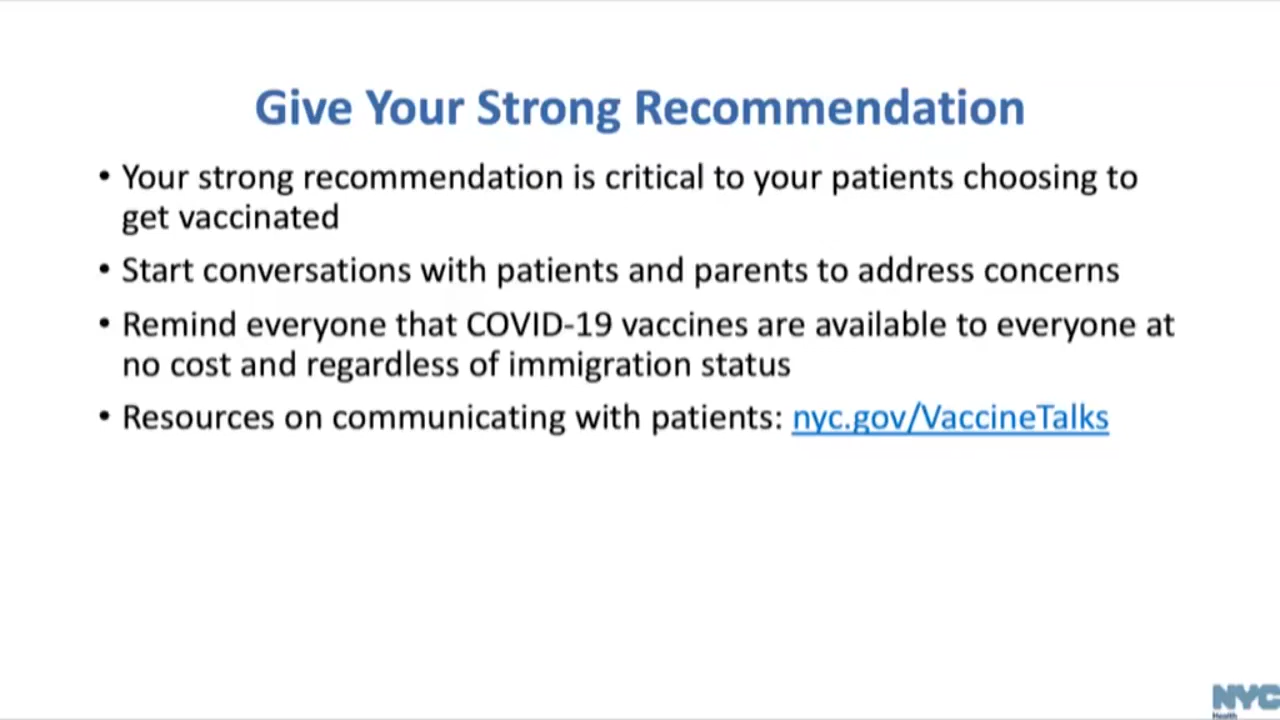 Give Your Strong Recommendation
• Your strong recommendation is critical to your patients choosing to
get vaccinated
• Start conversations with patients and parents to address concerns
• Remind everyone that COVID-19 vaccines are available to everyone at
no cost and regardless of immigration status
• Resources on communicating with patients: nyc.gov/VaccineTalks
NYC
Health